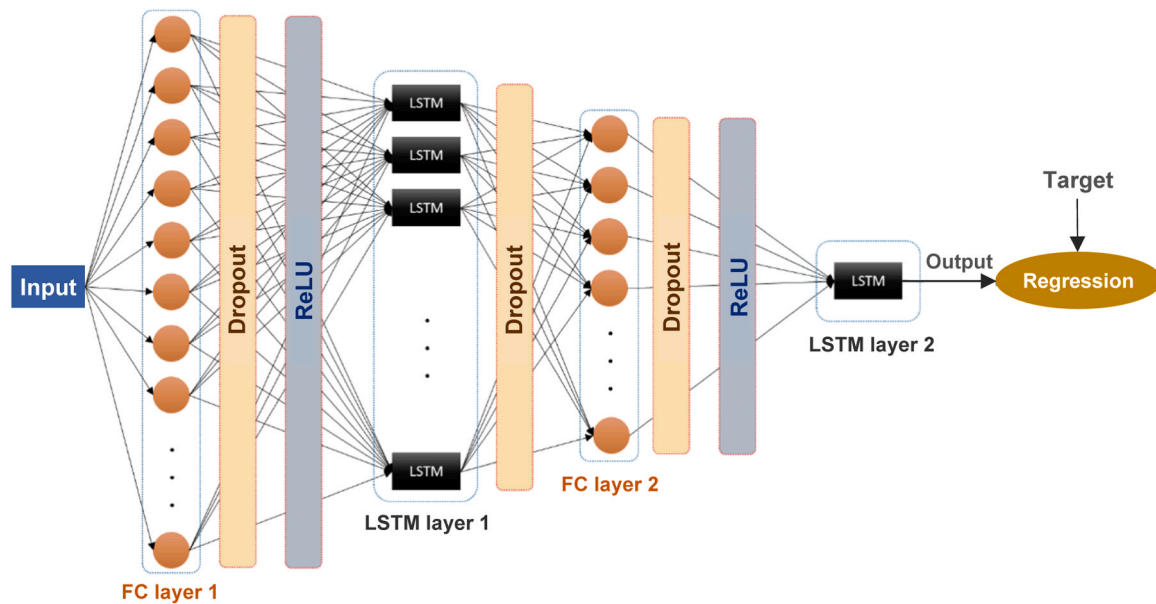 Input
FC layer 1
Dropout
ReLU
LSTM
LSTM
LSTM
LSTM
LSTM layer 1
Dropout
FC layer 2
Dropout
ReLU
LSTM
LSTM layer 2
Output
Target
Regression